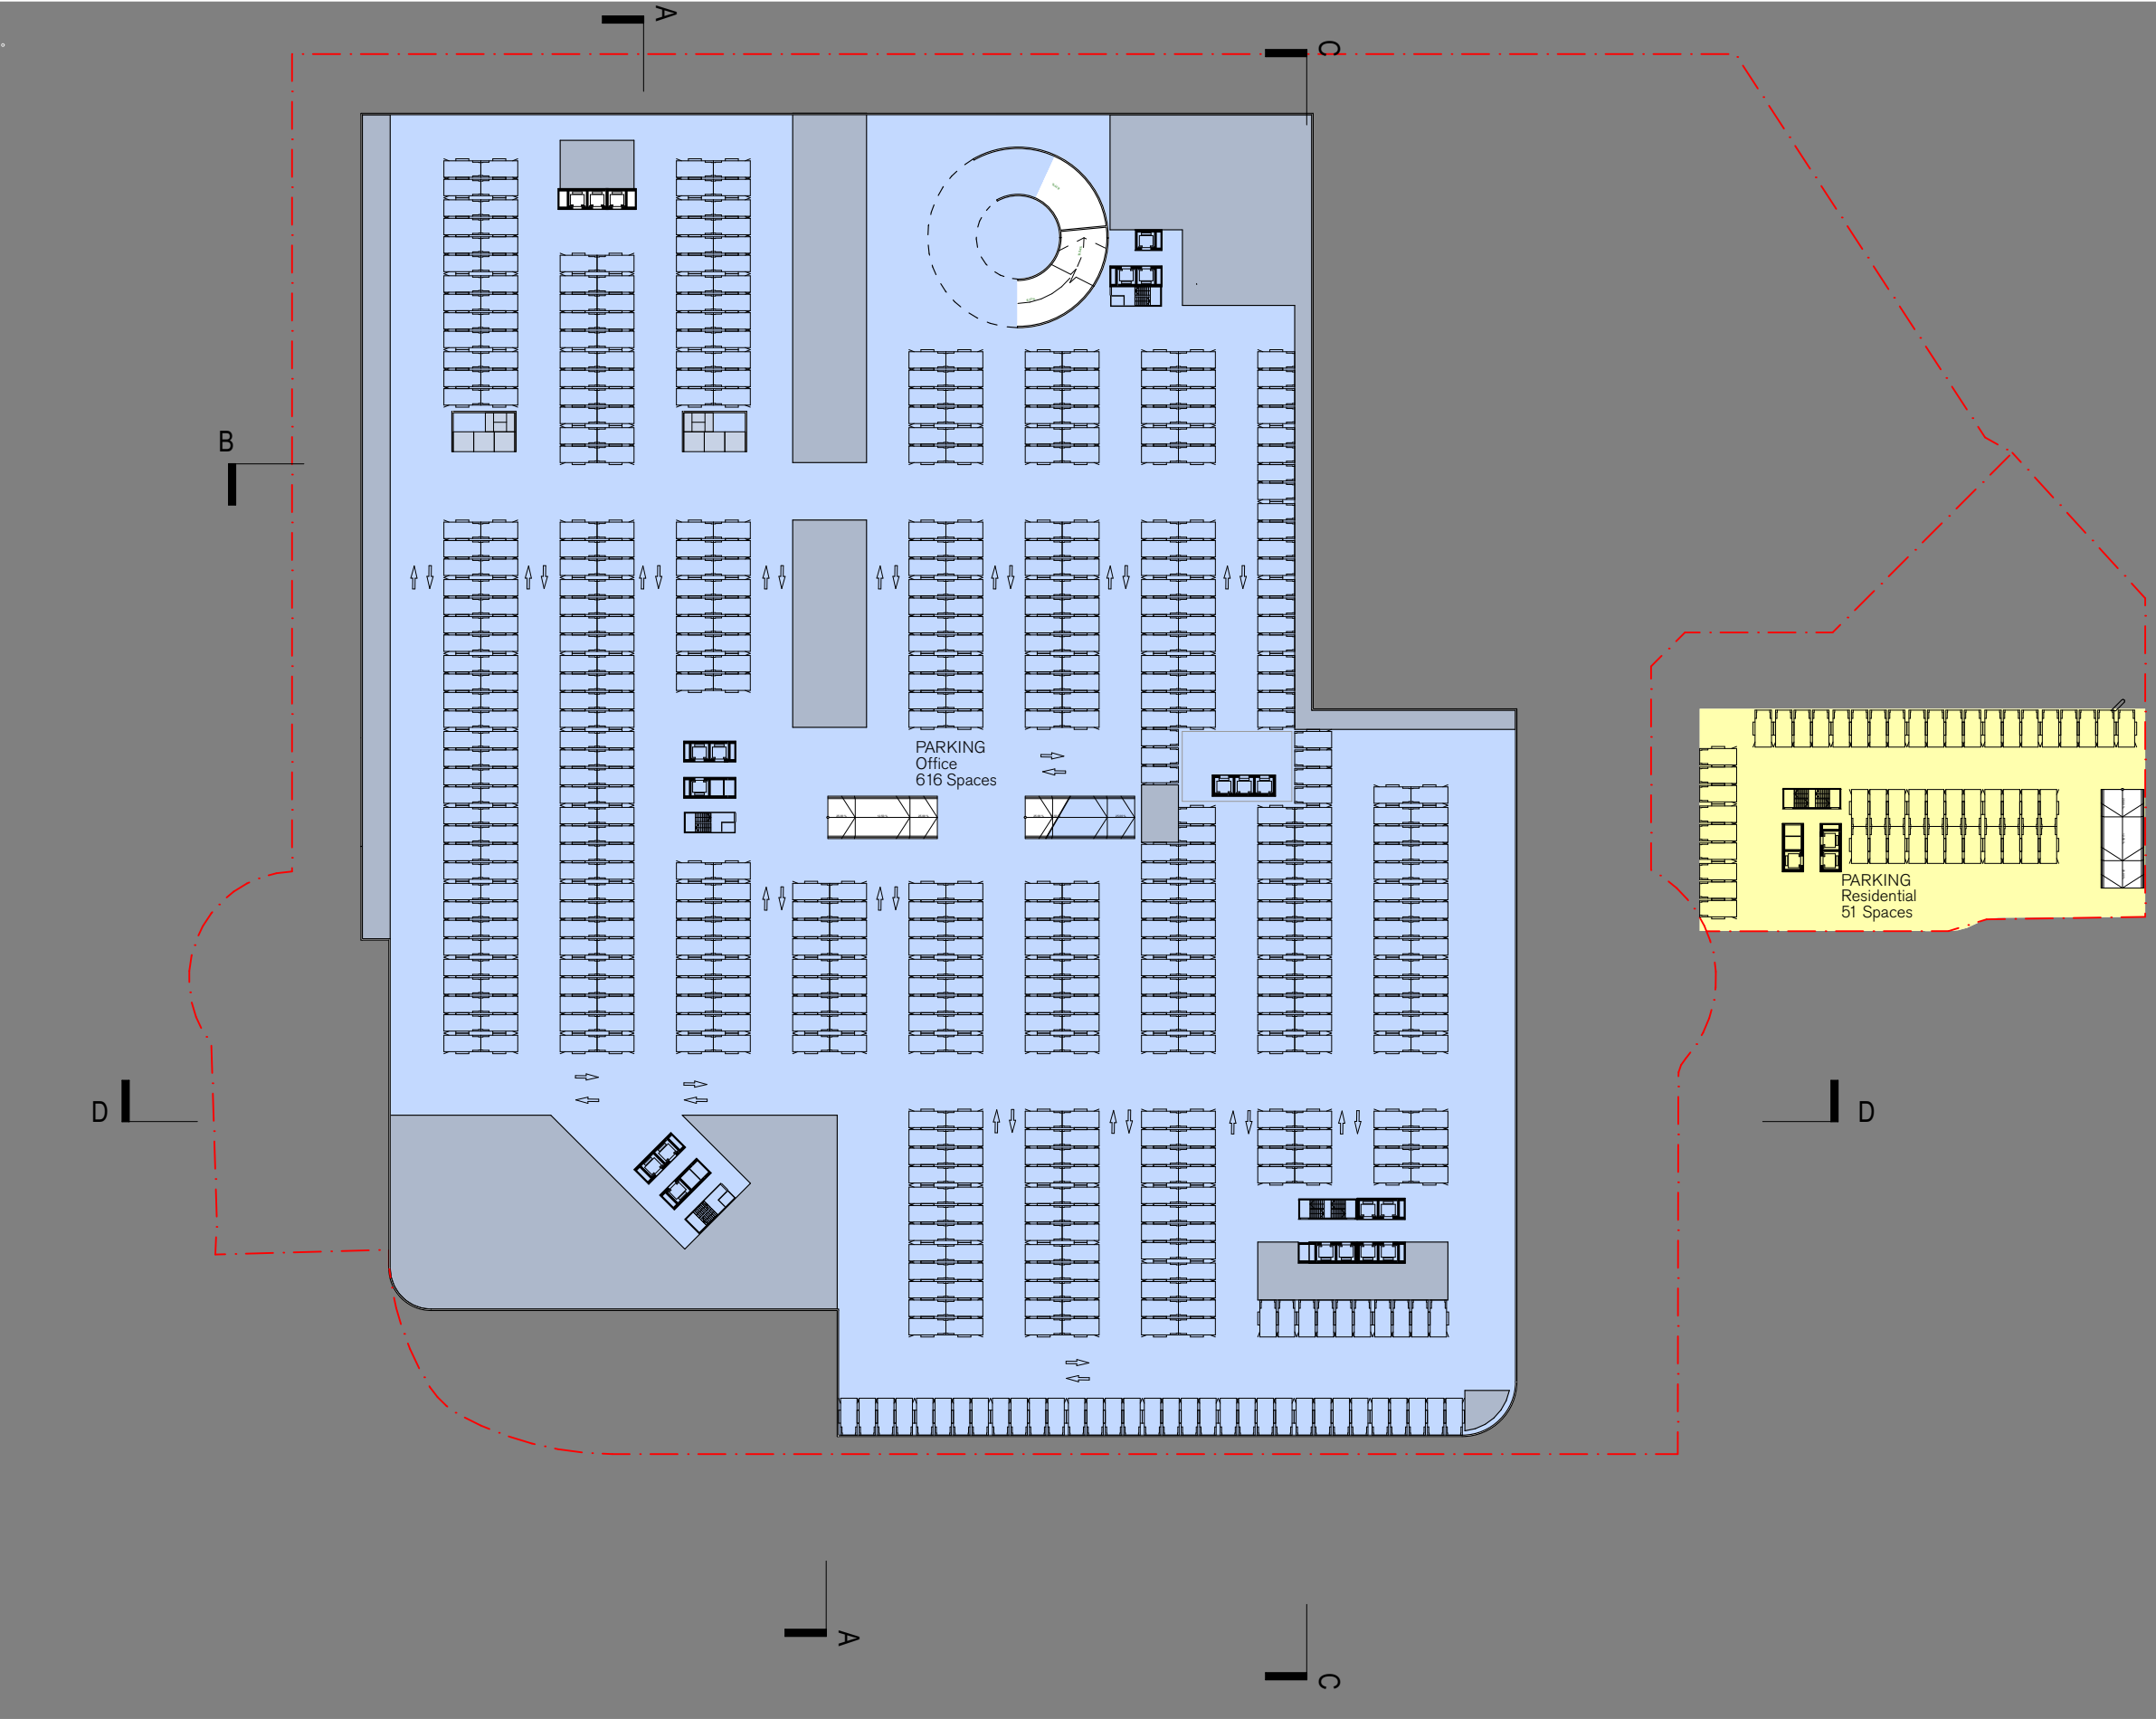 A
C
B
PARKING
Office
616 Spaces
PARKING
Residential
51 Spaces
D
D
A
C